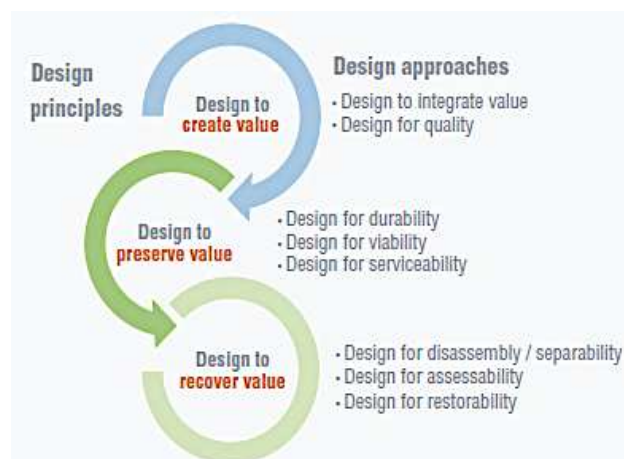 Design
principles
Design approaches
Design to
create value
• Design to integrate value
• Design for quality
Design to
preserve value
• Design for durability
• Design for viability
• Design for serviceability
Design to
recover value
• Design for disassembly / separability
• Design for assessability
• Design for restorability